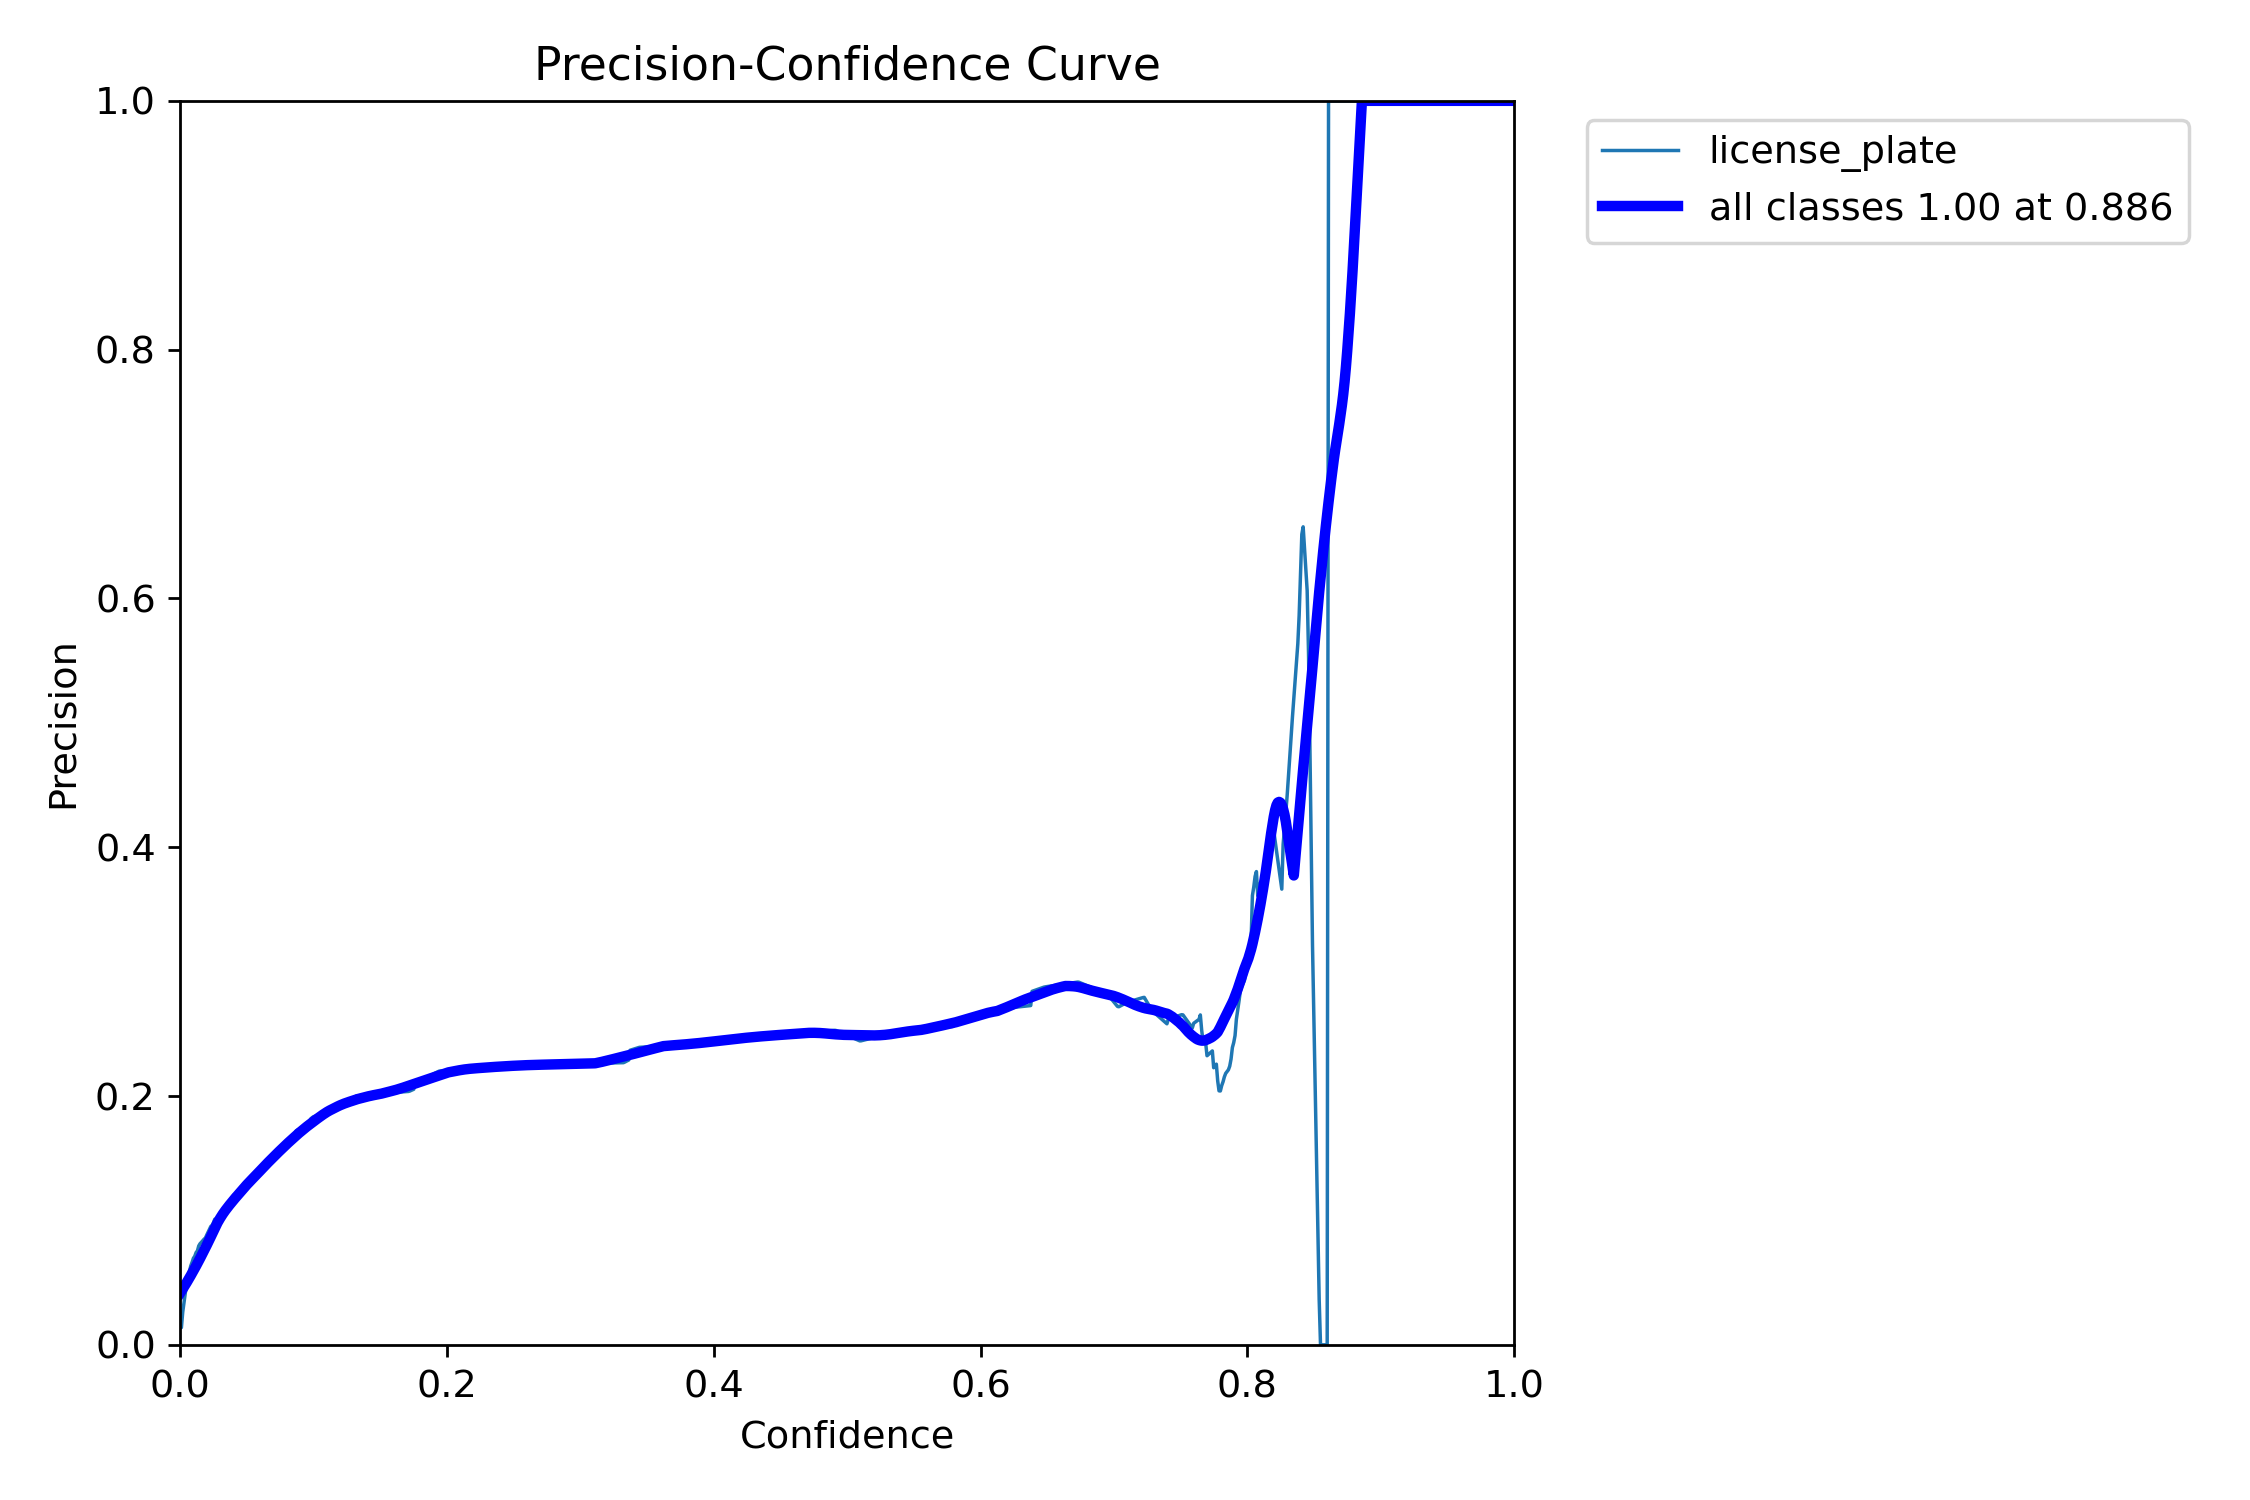 Precision-Confidence Curve
1.0
0.8
0.6
0.4
0.2
0.0
Precision
0.0 0.2 0.4 0.6 0.8 1.0
Confidence
license_plate
all classes 1.00 at 0.886